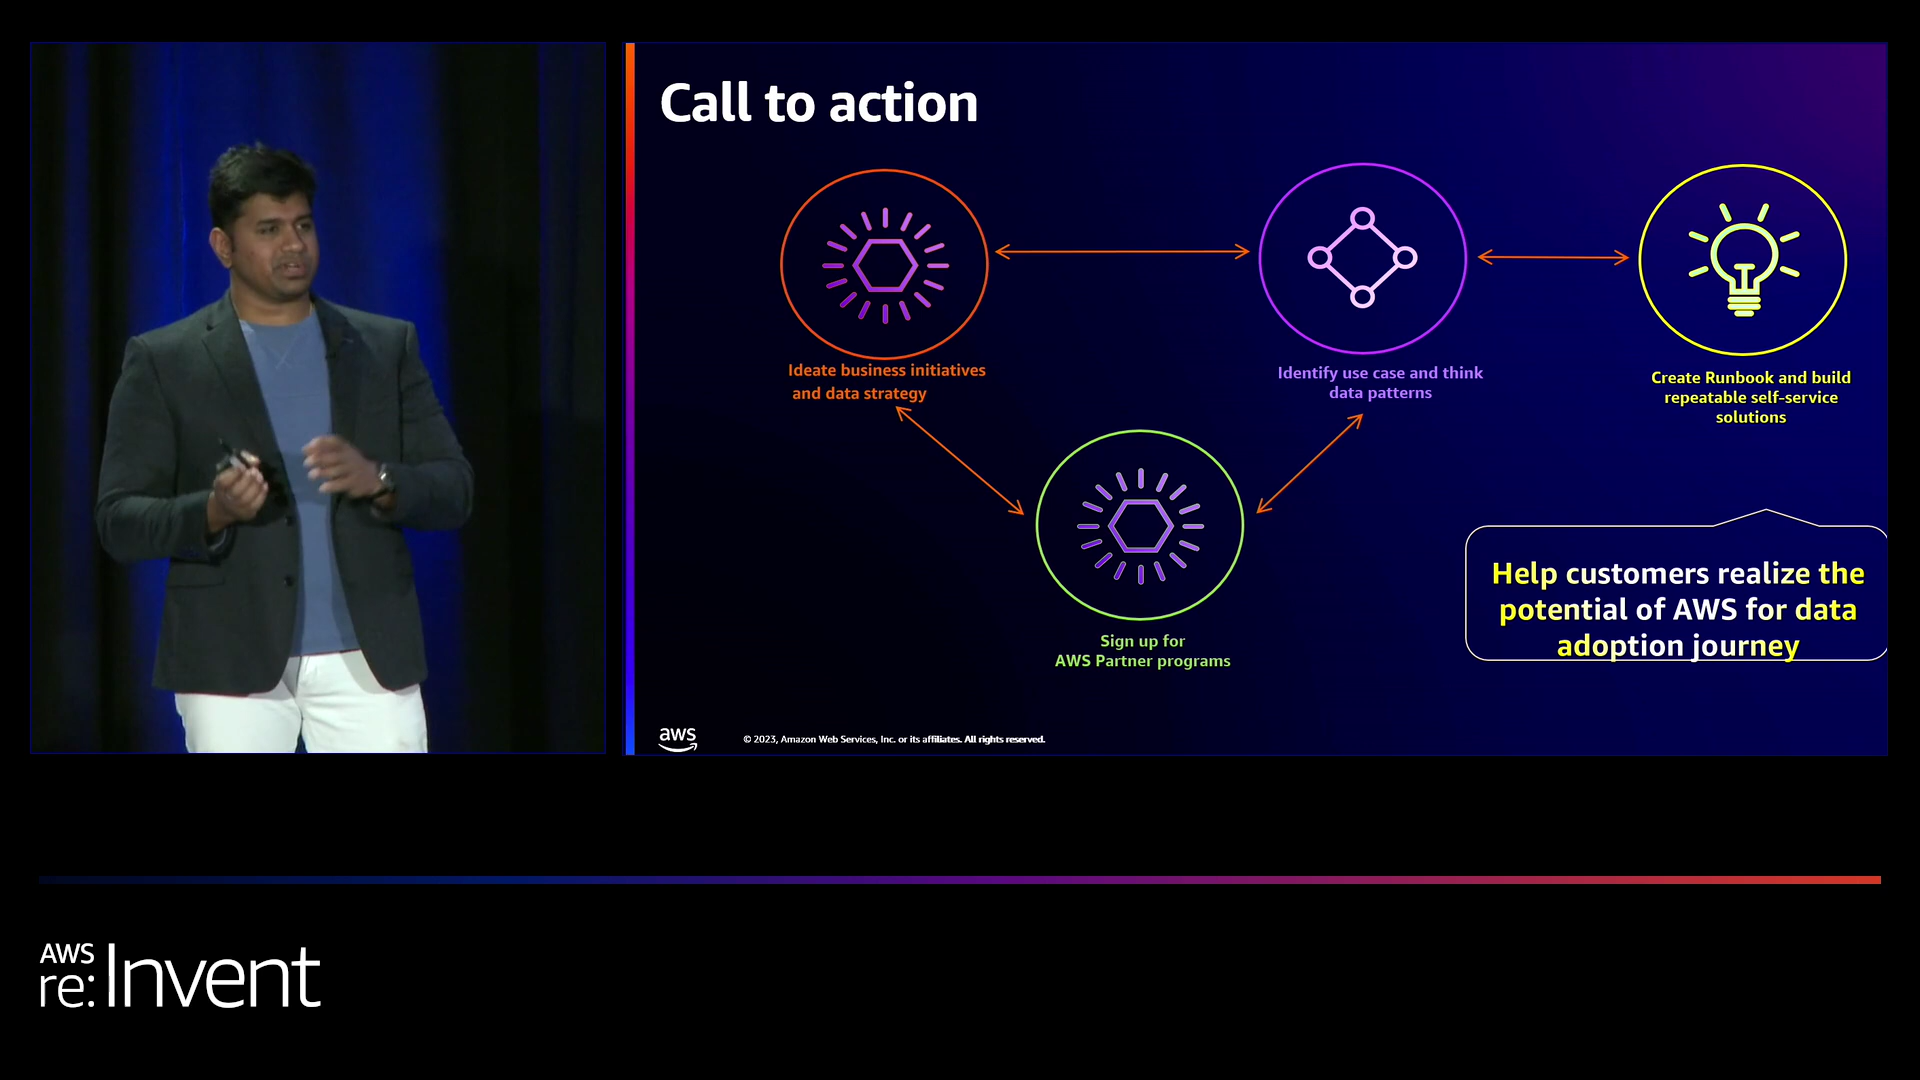 Call to action
Ideate business initiatives
and data strategy
Identify use case and think
data patterns
Create Runbook and build
repeatable self-service
solutions
Sign up for
AWS Partner programs
Help customers realize the
potential of AWS for data
adoption journey
aws
© 2023, Amazon Web Services, Inc. or its affiliates. All rights reserved.
AWS
re:Invent